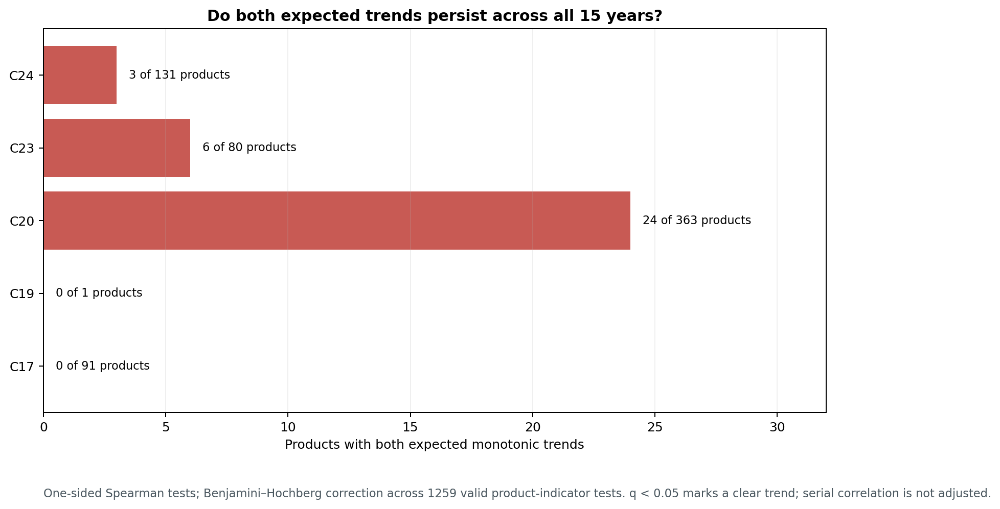 Do both expected trends persist across all 15 years?
C24
3 of 131 products
C23
6 of 80 products
C20
24 of 363 products
C19
0 of 1 products
C17
0 of 91 products
0 5 10 15 20 25 30
Products with both expected monotonic trends
One-sided Spearman tests; Benjamini–Hochberg correction across 1259 valid product-indicator tests. q < 0.05 marks a clear trend; serial correlation is not adjusted.